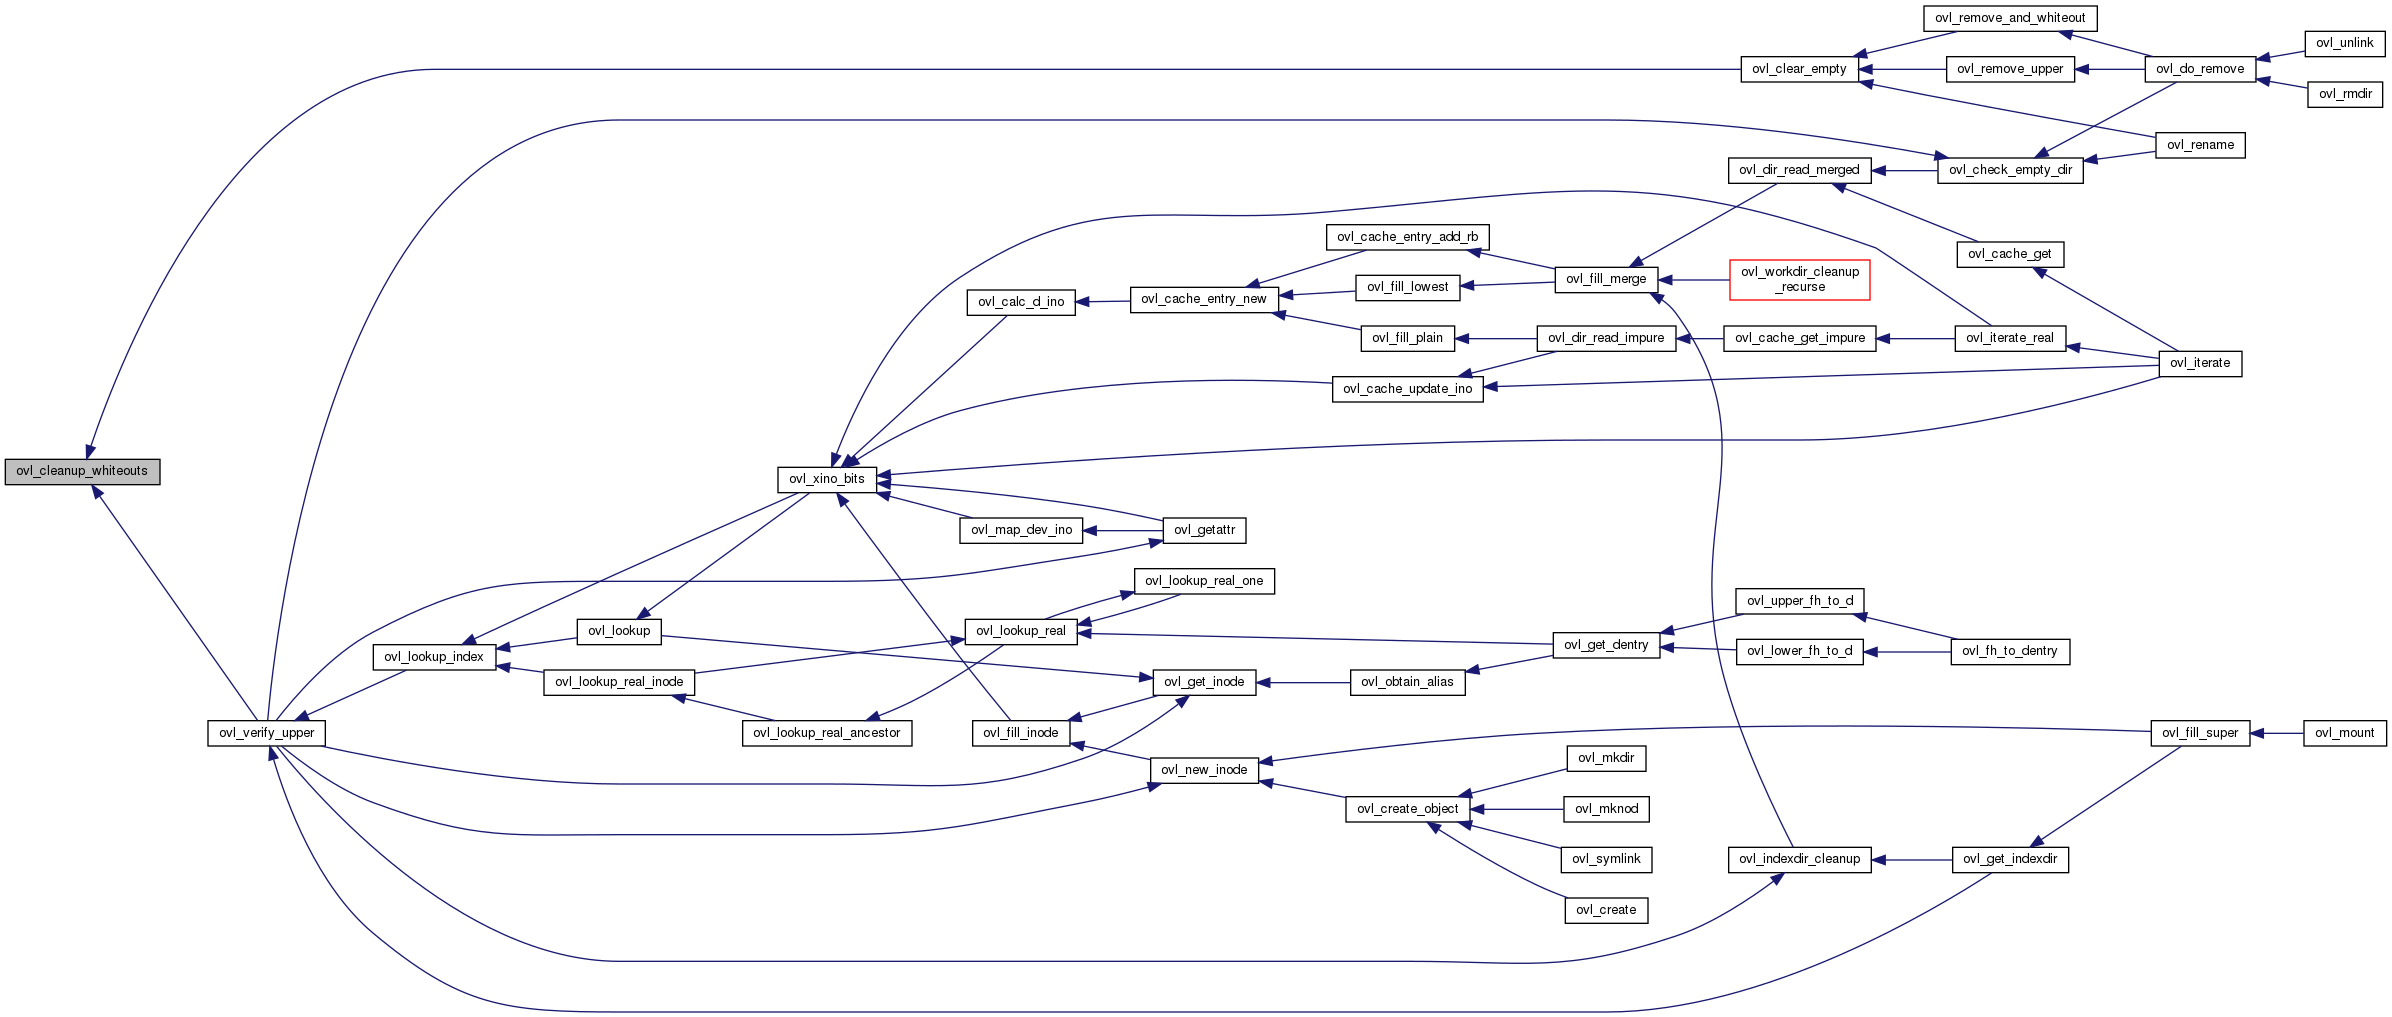 ovl_remove_and_whiteout
ovl_unlink
ovl_clear_empty
ovl_remove_upper
ovl_do_remove
ovl_rmdir
ovl_rename
ovl_dir_read_merged
ovl_check_empty_dir
ovl_cache_entry_add_rb
ovl_cache_get
ovl_workdir_cleanup
_recurse
ovl_fill_merge
ovl_fill_lowest
ovl_cache_entry_new
ovl_calc_d_ino
ovl_fill_plain
ovl_dir_read_impure
ovl_cache_get_impure
ovl_iterate_real
ovl_iterate
ovl_cache_update_ino
ovl_cleanup_whiteouts
ovl_xino_bits
ovl_map_dev_ino
ovl_getattr
ovl_lookup_real_one
ovl_upper_fh_to_d
ovl_lookup
ovl_lookup_real
ovl_get_dentry
ovl_lower_fh_to_d
ovl_fh_to_dentry
ovl_lookup_index
ovl_lookup_real_inode
ovl_get_inode
ovl_obtain_alias
ovl_verify_upper
ovl_lookup_real_ancestor
ovl_fill_inode
ovl_fill_super
ovl_mount
ovl_mkdir
ovl_new_inode
ovl_create_object
ovl_mknod
ovl_symlink
ovl_indexdir_cleanup
ovl_get_indexdir
ovl_create